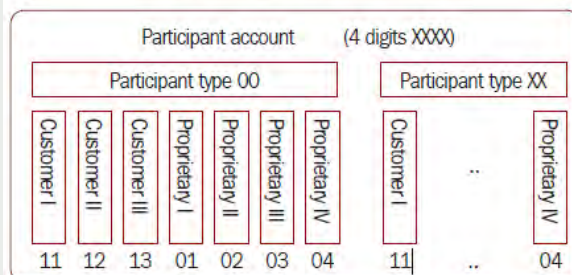 Participant account (4 digits XXXX)
Participant type 00 Participant type XX
Customer I Customer II Customer III Proprietary I Proprietary II Proprietary III Proprietary IV Customer I .. Proprietary IV
11 12 13 01 02 03 04 11 .. 04